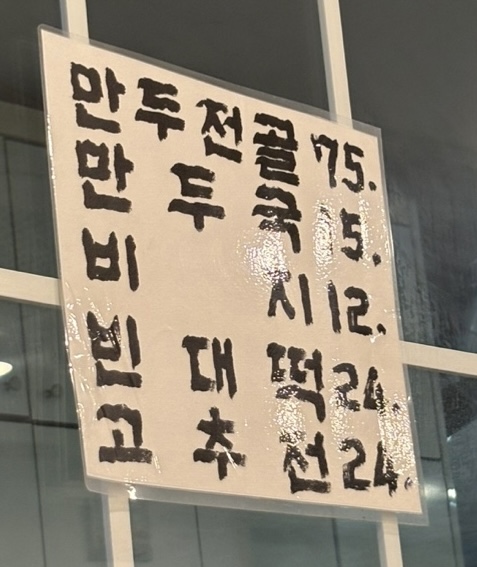 만두전골 75.
만두국 15.
비시 12.
빈대떡 24.
고추전 24.